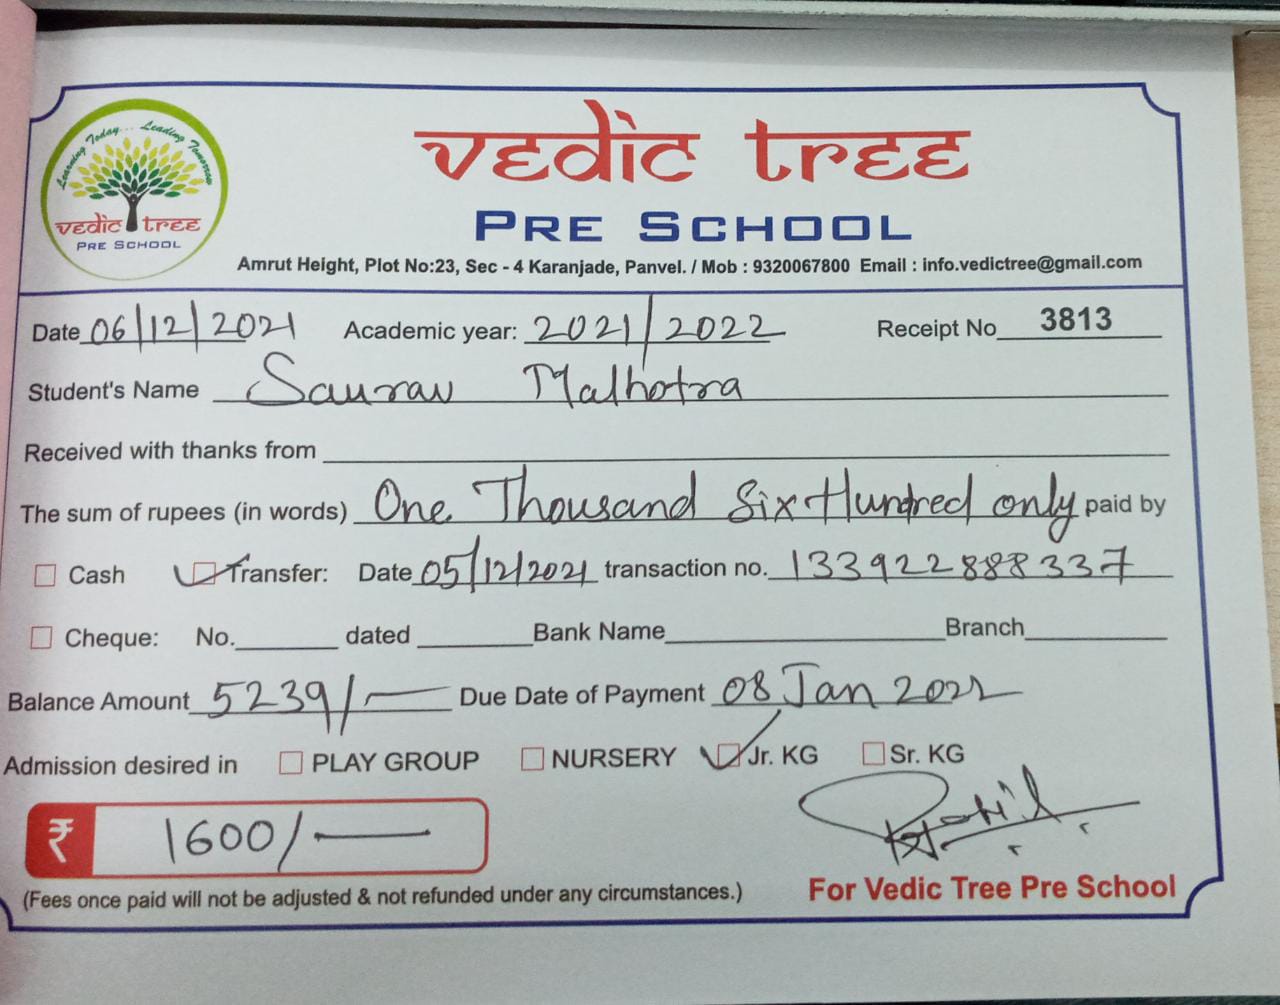 Learning Today... Leading Tomorrow
vedic tree
PRE SCHOOL
vedic tree
PRE SCHOOL
Amrut Height, Plot No:23, Sec - 4 Karanjade, Panvel. / Mob : 9320067800 Email : info.vedictree@gmail.com
Date 06/12/2021 Academic year: 2021/2022 Receipt No 3813
Student's Name Saurav Malhotra
Received with thanks from
The sum of rupees (in words) One Thousand Six Hundred only paid by
Cash Transfer: Date 05/12/2021 transaction no. 133922888337
Cheque: No. dated Bank Name Branch
Balance Amount 5239/- Due Date of Payment 08 Jan 2022
Admission desired in PLAY GROUP NURSERY Jr. KG Sr. KG
₹ 1600/-
(Fees once paid will not be adjusted & not refunded under any circumstances.) For Vedic Tree Pre School